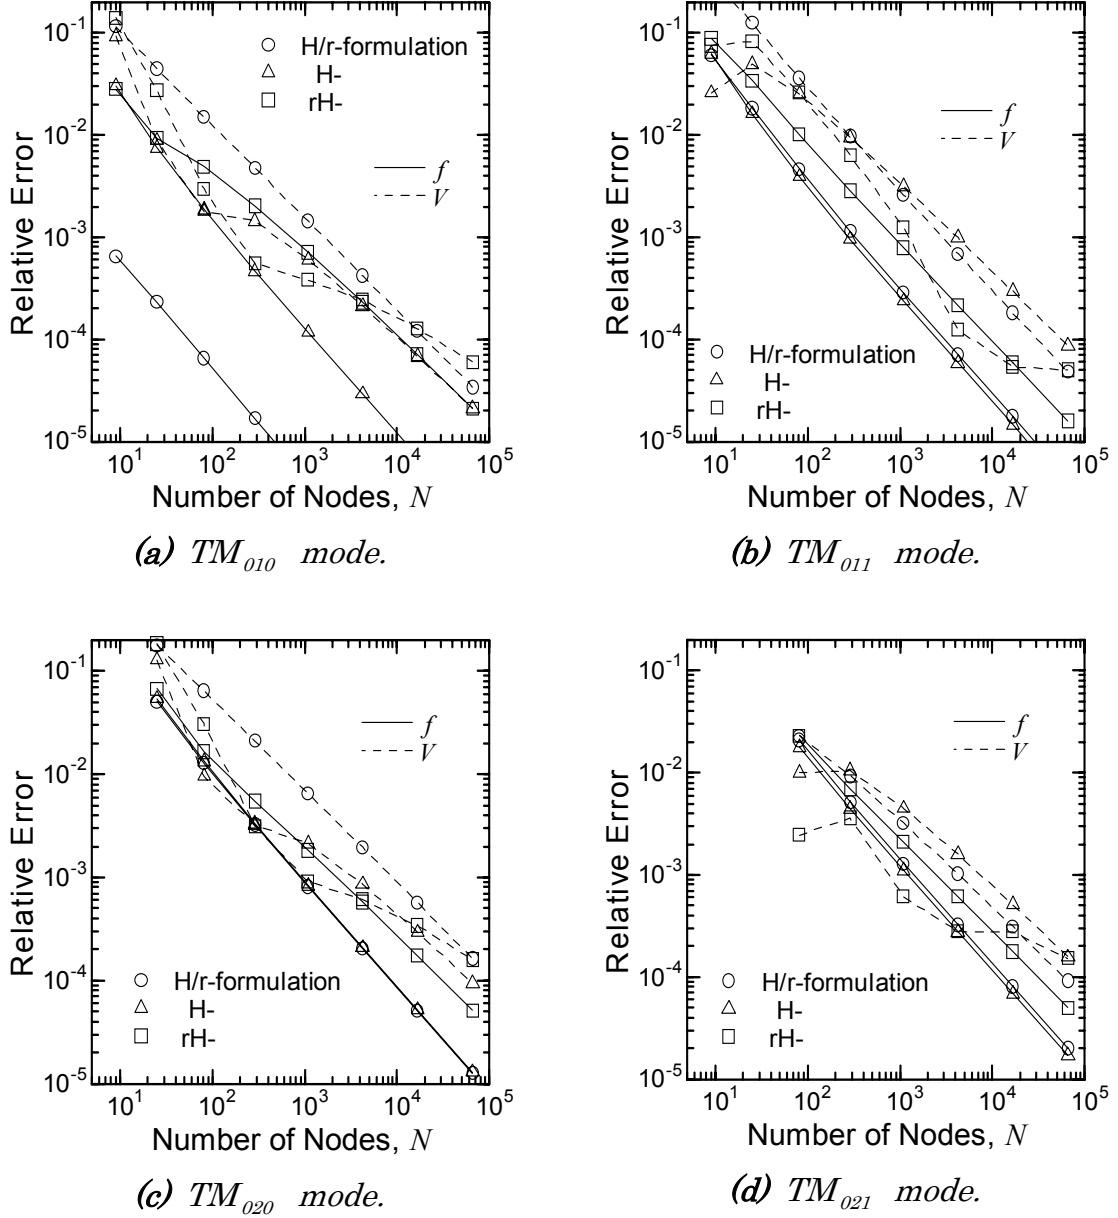 10^-1
10^-2
10^-3
10^-4
10^-5
Relative Error
H/r-formulation
H-
rH-
f
V
10^1 10^2 10^3 10^4 10^5
Number of Nodes, N
(a) TM_010 mode.
10^-1
10^-2
10^-3
10^-4
10^-5
Relative Error
f
V
H/r-formulation
H-
rH-
10^1 10^2 10^3 10^4 10^5
Number of Nodes, N
(b) TM_011 mode.
10^-1
10^-2
10^-3
10^-4
10^-5
Relative Error
f
V
H/r-formulation
H-
rH-
10^1 10^2 10^3 10^4 10^5
Number of Nodes, N
(c) TM_020 mode.
10^-1
10^-2
10^-3
10^-4
10^-5
Relative Error
f
V
H/r-formulation
H-
rH-
10^1 10^2 10^3 10^4 10^5
Number of Nodes, N
(d) TM_021 mode.